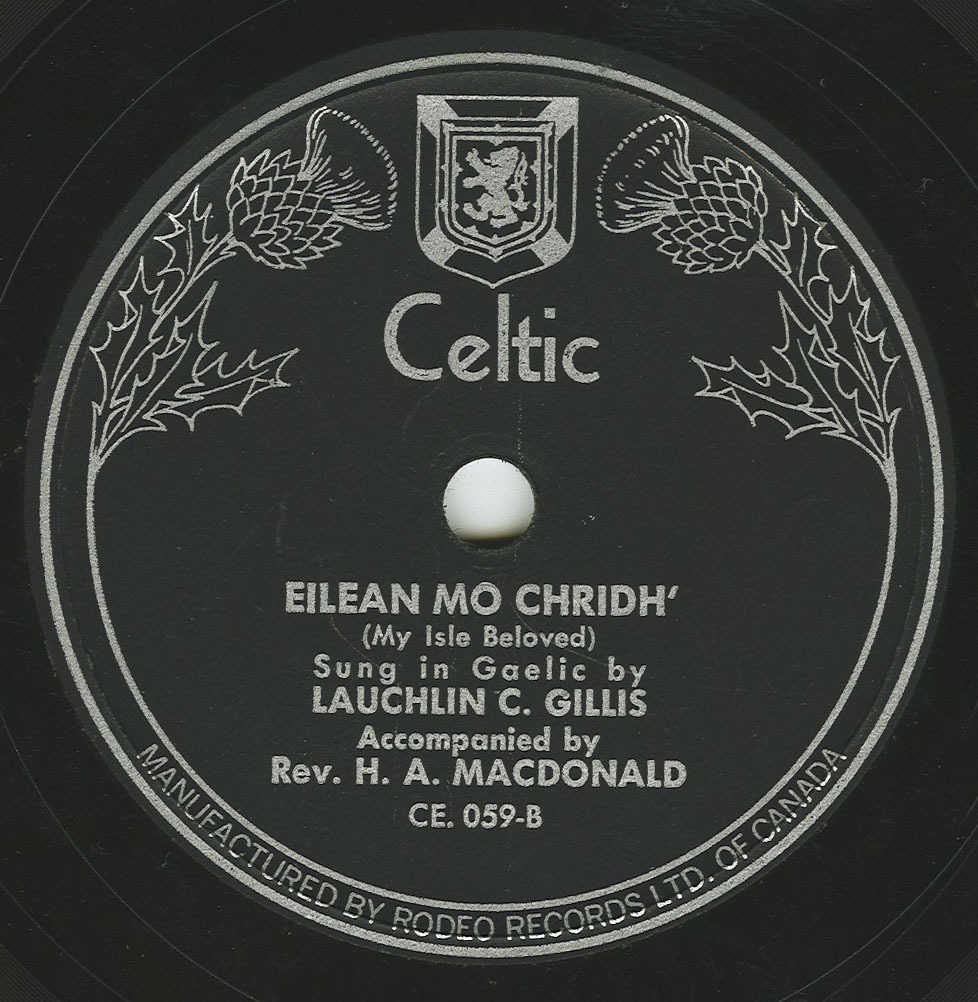 Celtic
EILEAN MO CHRIDH'
(My Isle Beloved)
Sung in Gaelic by
LAUCHLIN C. GILLIS
Accompanied by
Rev. H. A. MACDONALD
CE. 059-B
MANUFACTURED BY RODEO RECORDS LTD. OF CANADA